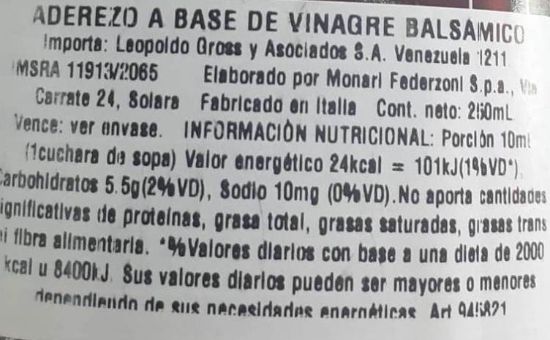 ADEREZO A BASE DE VINAGRE BALSAMICO
Importa: Leopoldo Gross y Asociados S.A. Venezuela 1211
MSRA 11913/2065 Elaborado por Monari Federzoni S.p.a., Via
Carrate 24, Solara Fabricado en Italia Cont. neto: 250mL
Vence: ver envase. INFORMACIÓN NUTRICIONAL: Porción 10ml
(1cuchara de sopa) Valor energético 24kcal = 101kJ(1%VD*).
Carbohidratos 5.5g(2%VD), Sodio 10mg (0%VD). No aporta cantidades
significativas de proteínas, grasa total, grasas saturadas, grasas trans
ni fibra alimentaria. *%Valores diarios con base a una dieta de 2000
kcal u 8400kJ. Sus valores diarios pueden ser mayores o menores
dependiendo de sus necesidades energéticas. Art 945821